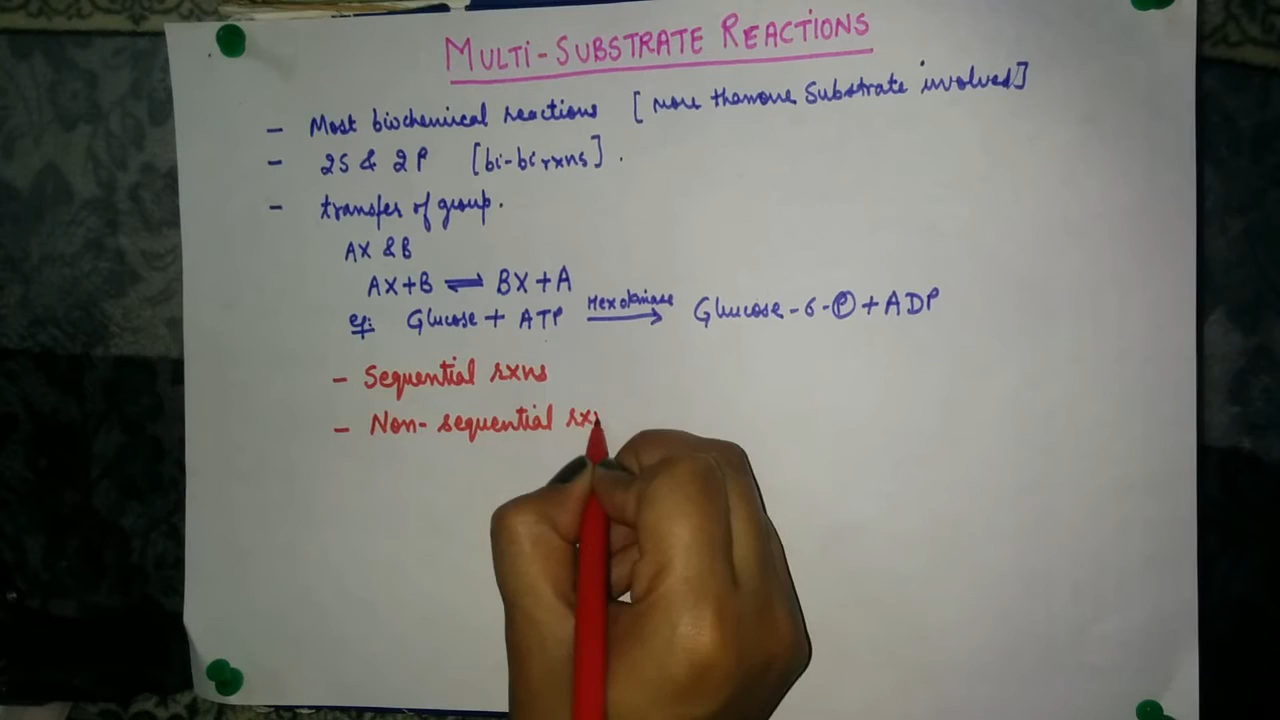 MULTI-SUBSTRATE REACTIONS
- Most biochemical reactions [more than one substrate involved]
- 2S & 2P [bi-bi rxns].
- transfer of group.
AX & B
AX+B ⇌ BX+A
eg: Glucose + ATP Hexokinase → Glucose-6-Ⓟ + ADP
- Sequential rxns
- Non-sequential rxn